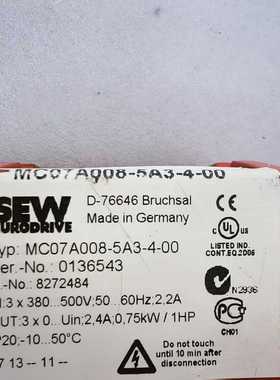 MC07A008-5A3-4-00
SEW
EURODRIVE
D-76646 Bruchsal
Made in Germany
yp: MC07A008-5A3-4-00
er.-No.: 0136543
.-No.: 8272484
N:3 x 380...500V;50...60Hz;2,2A
UT:3 x 0...Uin;2,4A;0,75kW / 1HP
P20;-10...50°C
7 13 -- 11 -
CE
C UL US
LISTED IND.
CONT.EQ.2D06
N2936
CH01
Do not touch
until 10 min after
disconnection